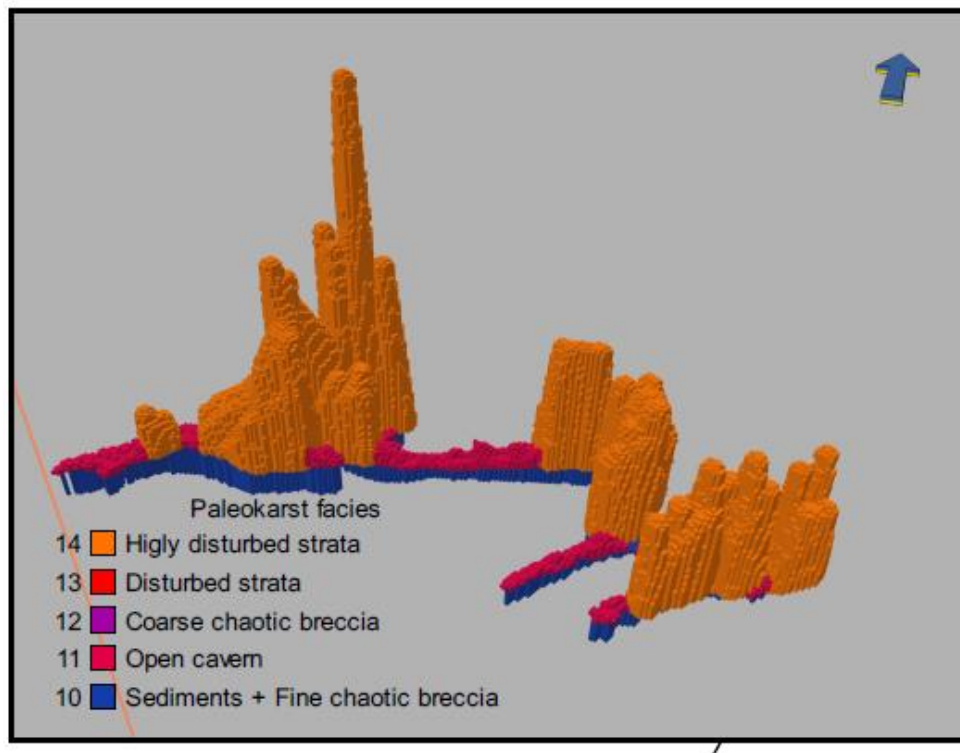 Paleokarst facies
14 Higly disturbed strata
13 Disturbed strata
12 Coarse chaotic breccia
11 Open cavern
10 Sediments + Fine chaotic breccia